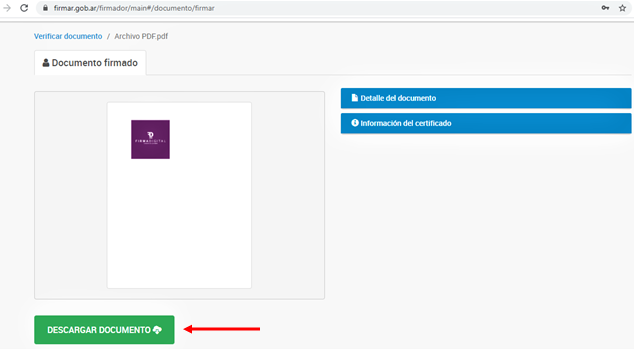 firmar.gob.ar/firmador/main#/documento/firmar
Verificar documento / Archivo PDF.pdf
Documento firmado
Detalle del documento
Información del certificado
FIRMADIGITAL
DESCARGAR DOCUMENTO